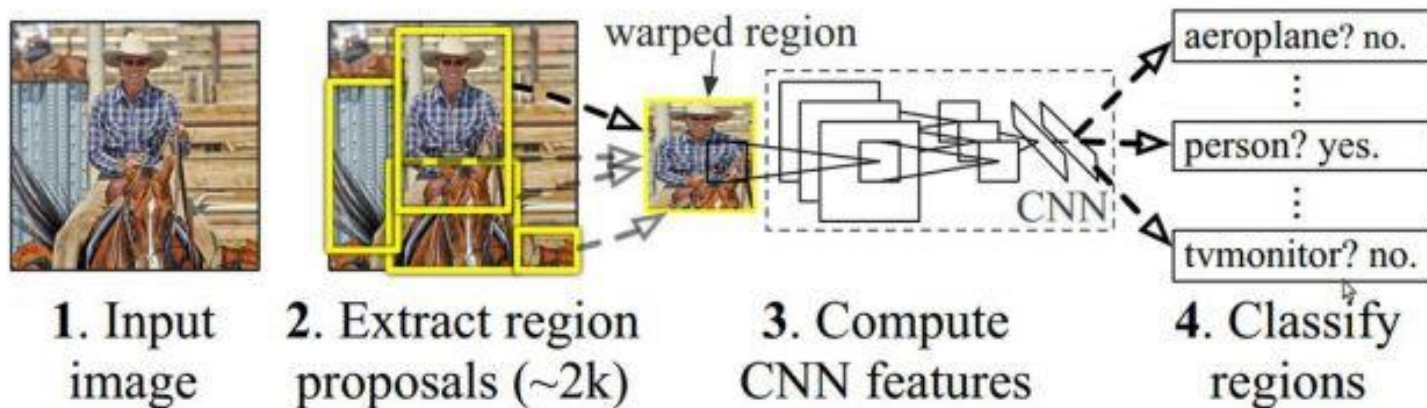 warped region
aeroplane? no.
person? yes.
CNN
tvmonitor? no.
1. Input
image
2. Extract region
proposals (~2k)
3. Compute
CNN features
4. Classify
regions